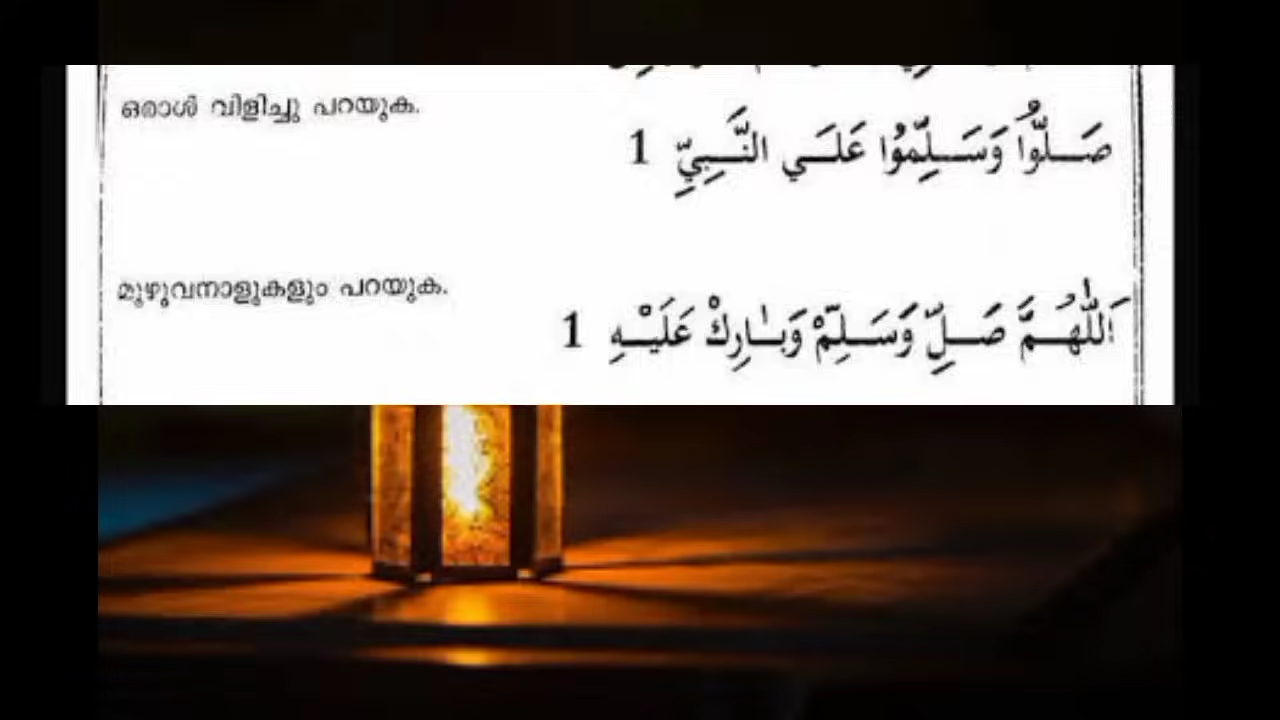 ഒരാൾ വിളിച്ചു പറയുക.
صَلُّوا وَسَلِّمُوا عَلَي النَّبِيِّ 1
മുഴുവനാളുകളും പറയുക.
اَللّٰهُمَّ صَلِّ وَسَلِّمْ وَبَارِكْ عَلَيْهِ 1